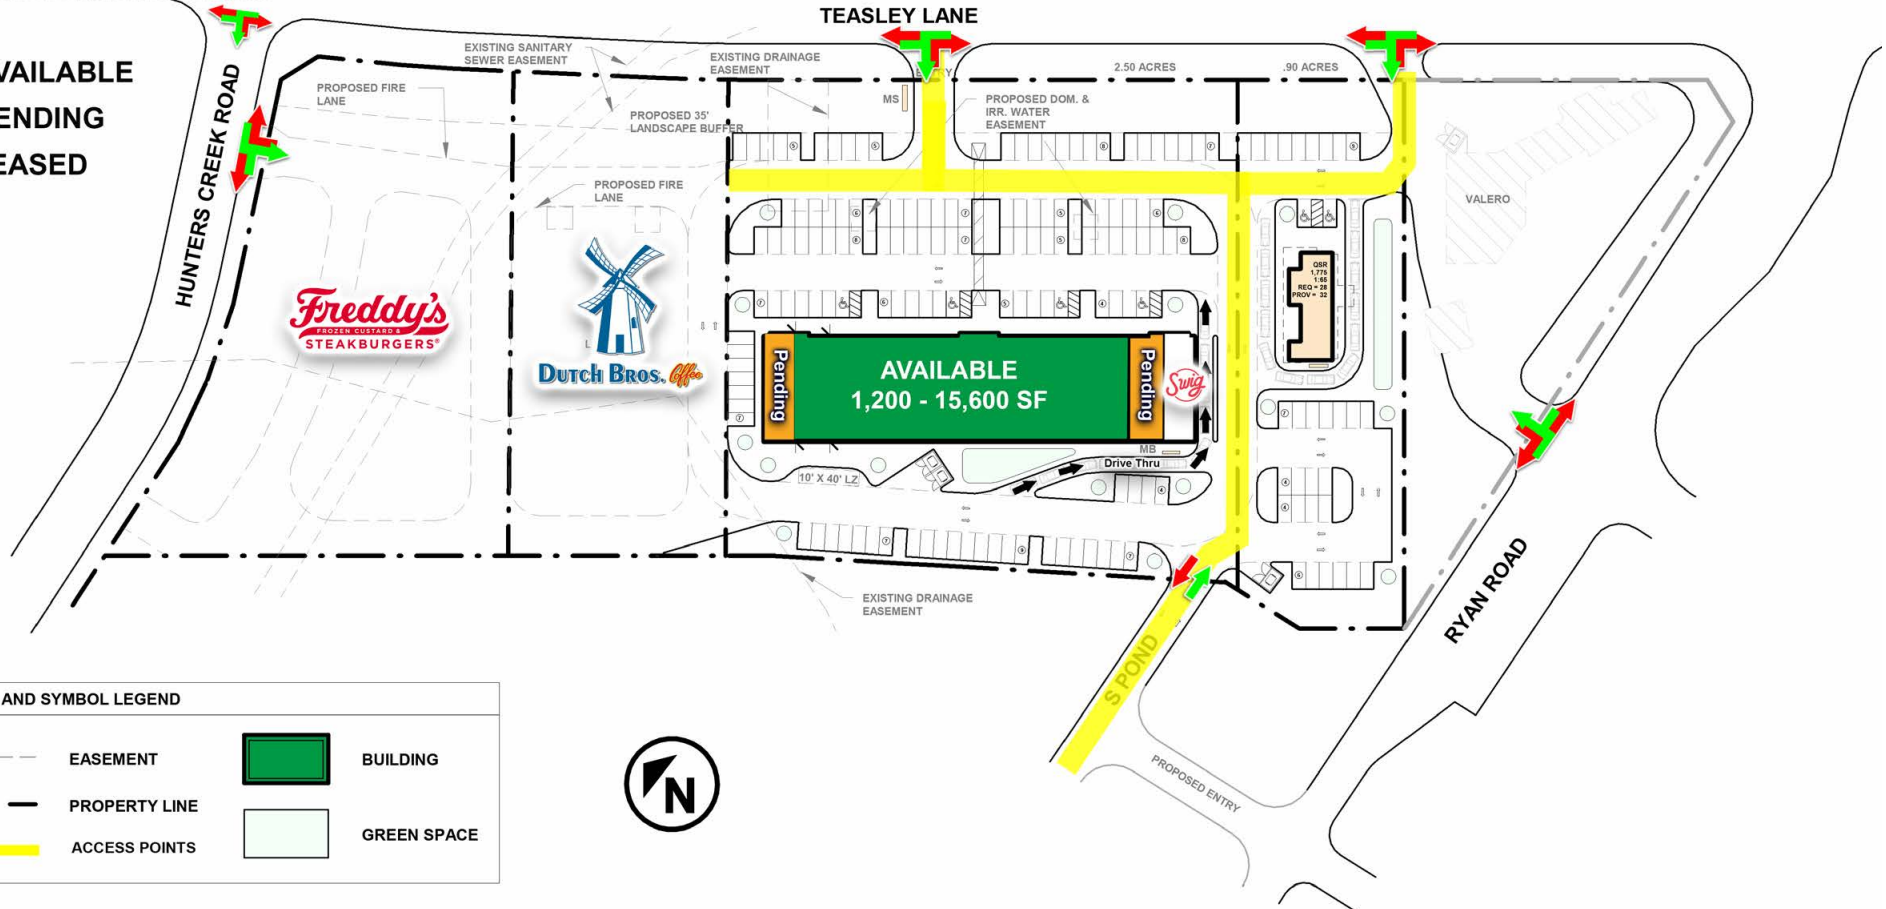 TEASLEY LANE
VAILABLE
ENDING
EASED
HUNTERS CREEK ROAD
EXISTING SANITARY
SEWER EASEMENT
EXISTING DRAINAGE
EASEMENT
PROPOSED FIRE
LANE
PROPOSED 35'
LANDSCAPE BUFFER
MS
PROPOSED DOM. &
IRR. WATER
EASEMENT
2.50 ACRES
.90 ACRES
PROPOSED FIRE
LANE
VALERO
QSR
1,775
1:65
REQ = 28
PROV = 32
Freddy's
FROZEN CUSTARD &
STEAKBURGERS®
DUTCH BROS. Coffee
Pending
AVAILABLE
1,200 - 15,600 SF
Pending
Swig
MB
Drive Thru
10' X 40' LZ
EXISTING DRAINAGE
EASEMENT
S POND
RYAN ROAD
PROPOSED ENTRY
AND SYMBOL LEGEND
EASEMENT
BUILDING
PROPERTY LINE
GREEN SPACE
ACCESS POINTS
N